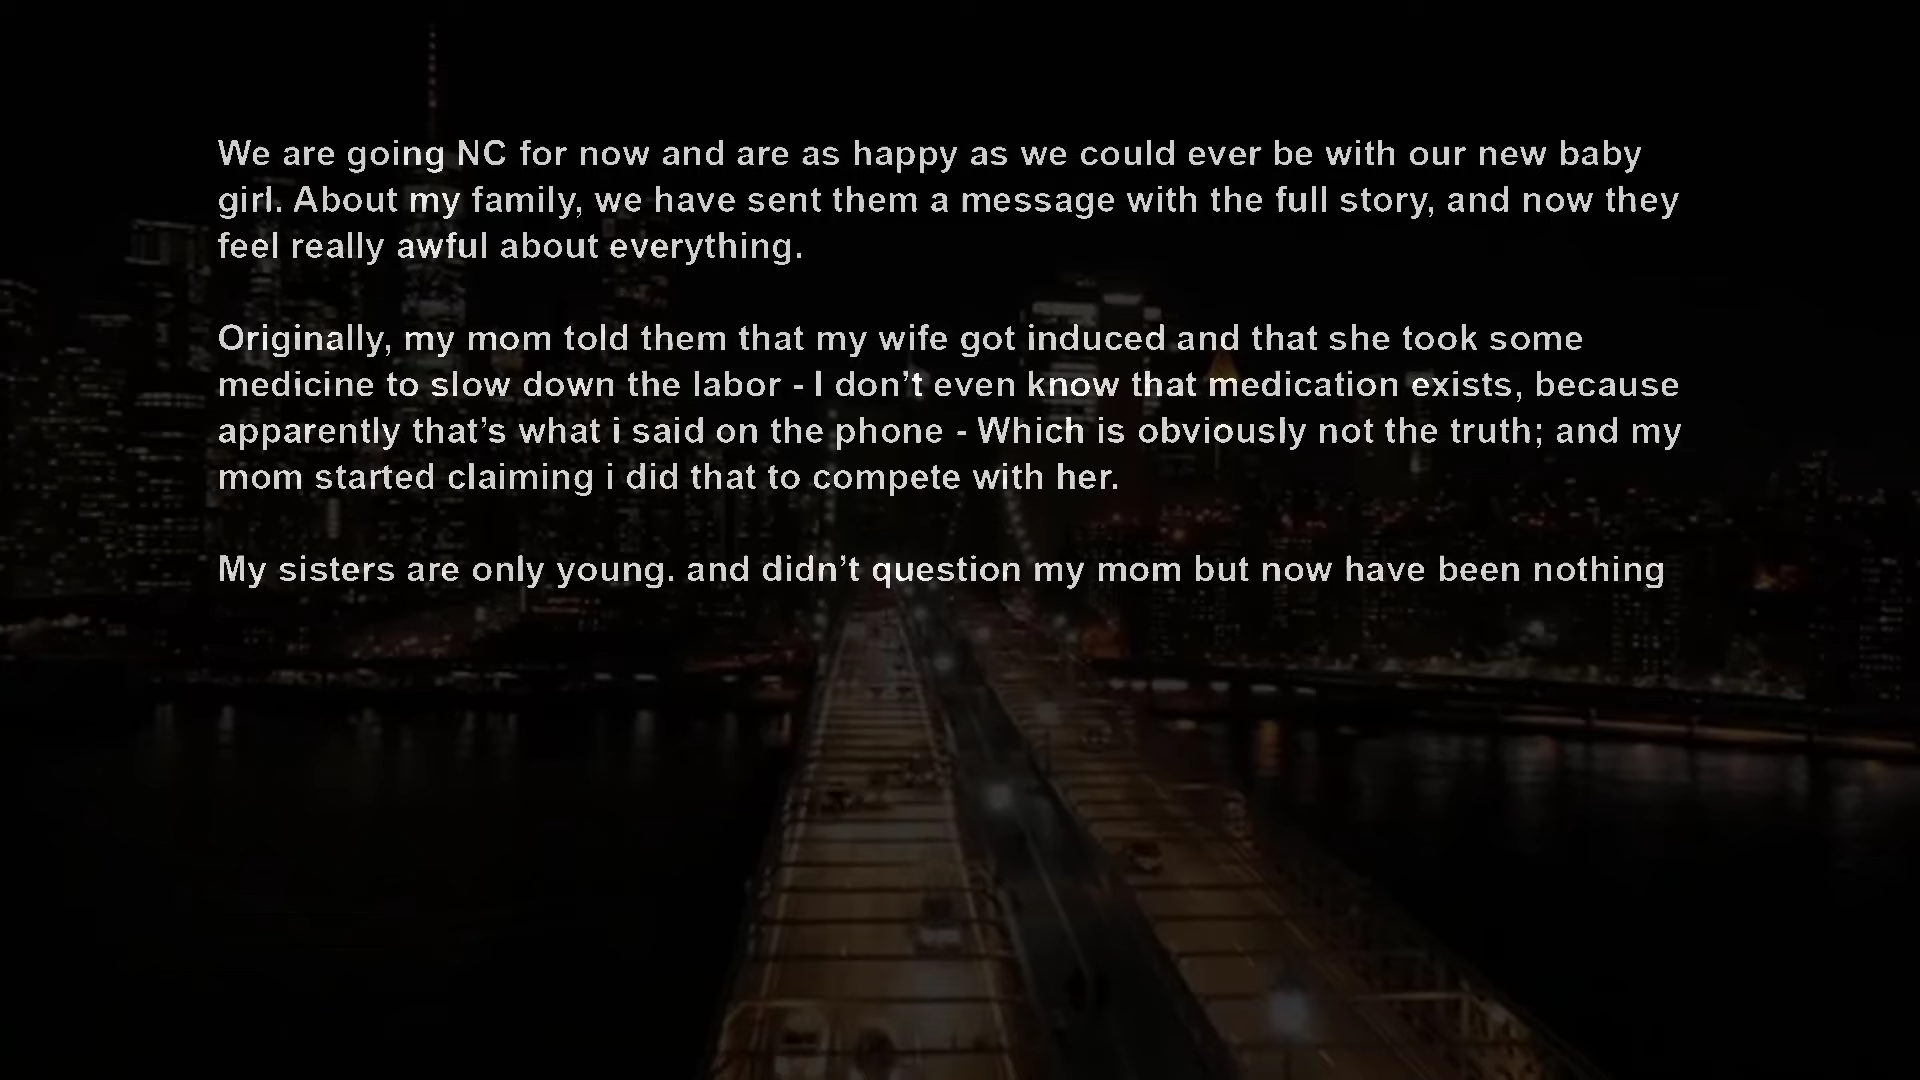 We are going NC for now and are as happy as we could ever be with our new baby
girl. About my family, we have sent them a message with the full story, and now they
feel really awful about everything.
Originally, my mom told them that my wife got induced and that she took some
medicine to slow down the labor - I don’t even know that medication exists, because
apparently that’s what i said on the phone - Which is obviously not the truth; and my
mom started claiming i did that to compete with her.
My sisters are only young. and didn’t question my mom but now have been nothing